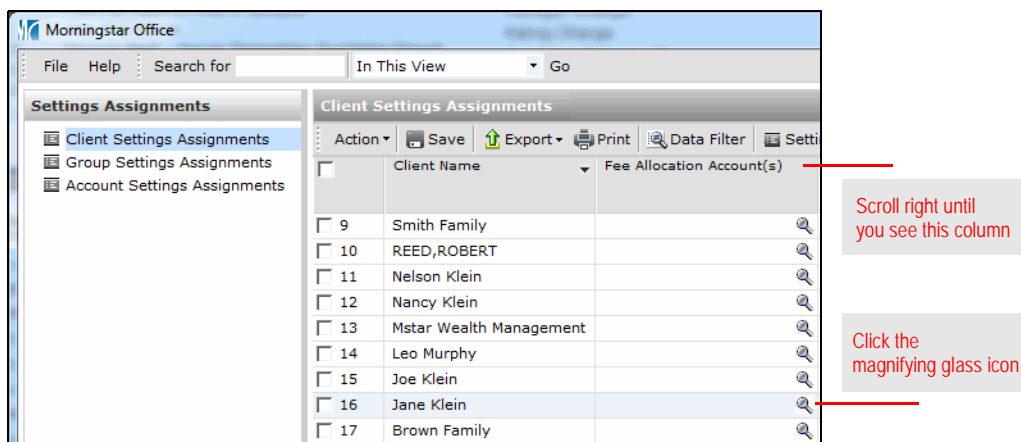 Morningstar Office
File Help Search for In This View Go
Settings Assignments
Client Settings Assignments
Group Settings Assignments
Account Settings Assignments
Client Settings Assignments
Action Save Export Print Data Filter Setti
Client Name Fee Allocation Account(s)
9 Smith Family
10 REED,ROBERT
11 Nelson Klein
12 Nancy Klein
13 Mstar Wealth Management
14 Leo Murphy
15 Joe Klein
16 Jane Klein
17 Brown Family
Scroll right until
you see this column
Click the
magnifying glass icon